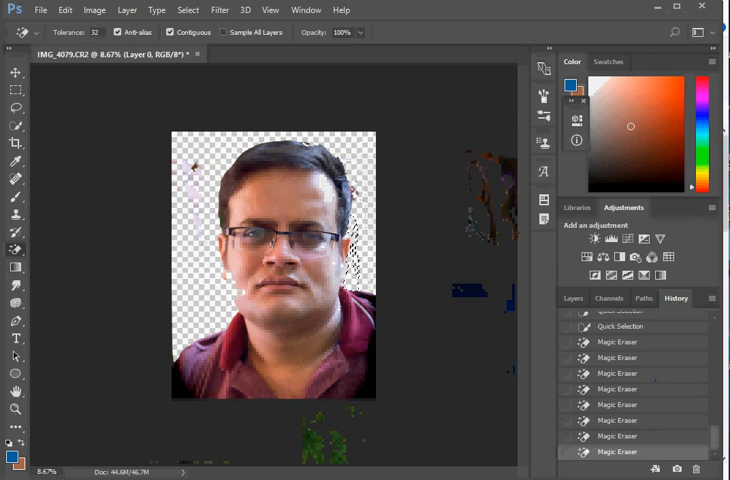 Ps File Edit Image Layer Type Select Filter 3D View Window Help
Tolerance: 32 Anti-alias Contiguous Sample All Layers Opacity: 100%
IMG_4079.CR2 @ 8.67% (Layer 0, RGB/8*) * ×
Color Swatches
Libraries Adjustments
Add an adjustment
Layers Channels Paths History
Quick Selection
Quick Selection
Magic Eraser
Magic Eraser
Magic Eraser
Magic Eraser
Magic Eraser
Magic Eraser
Magic Eraser
Magic Eraser
8.67% Doc: 44.6M/46.7M